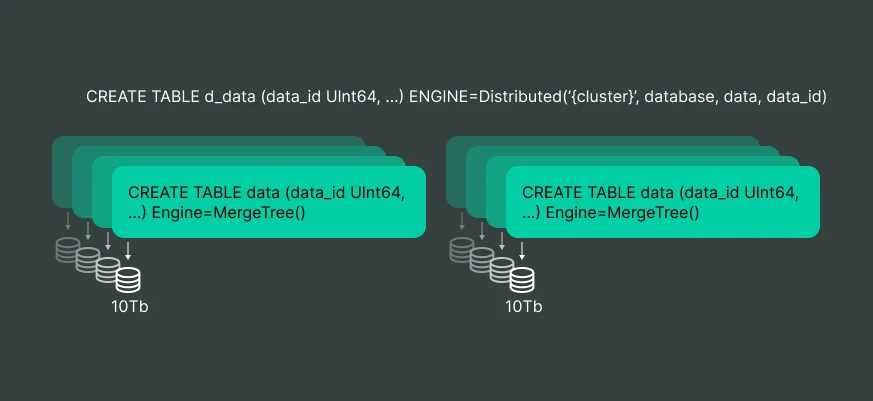 CREATE TABLE d_data (data_id UInt64, ...) ENGINE=Distributed(‘{cluster}’, database, data, data_id)
CREATE TABLE data (data_id UInt64,
...) Engine=MergeTree()
10Tb
CREATE TABLE data (data_id UInt64,
...) Engine=MergeTree()
10Tb